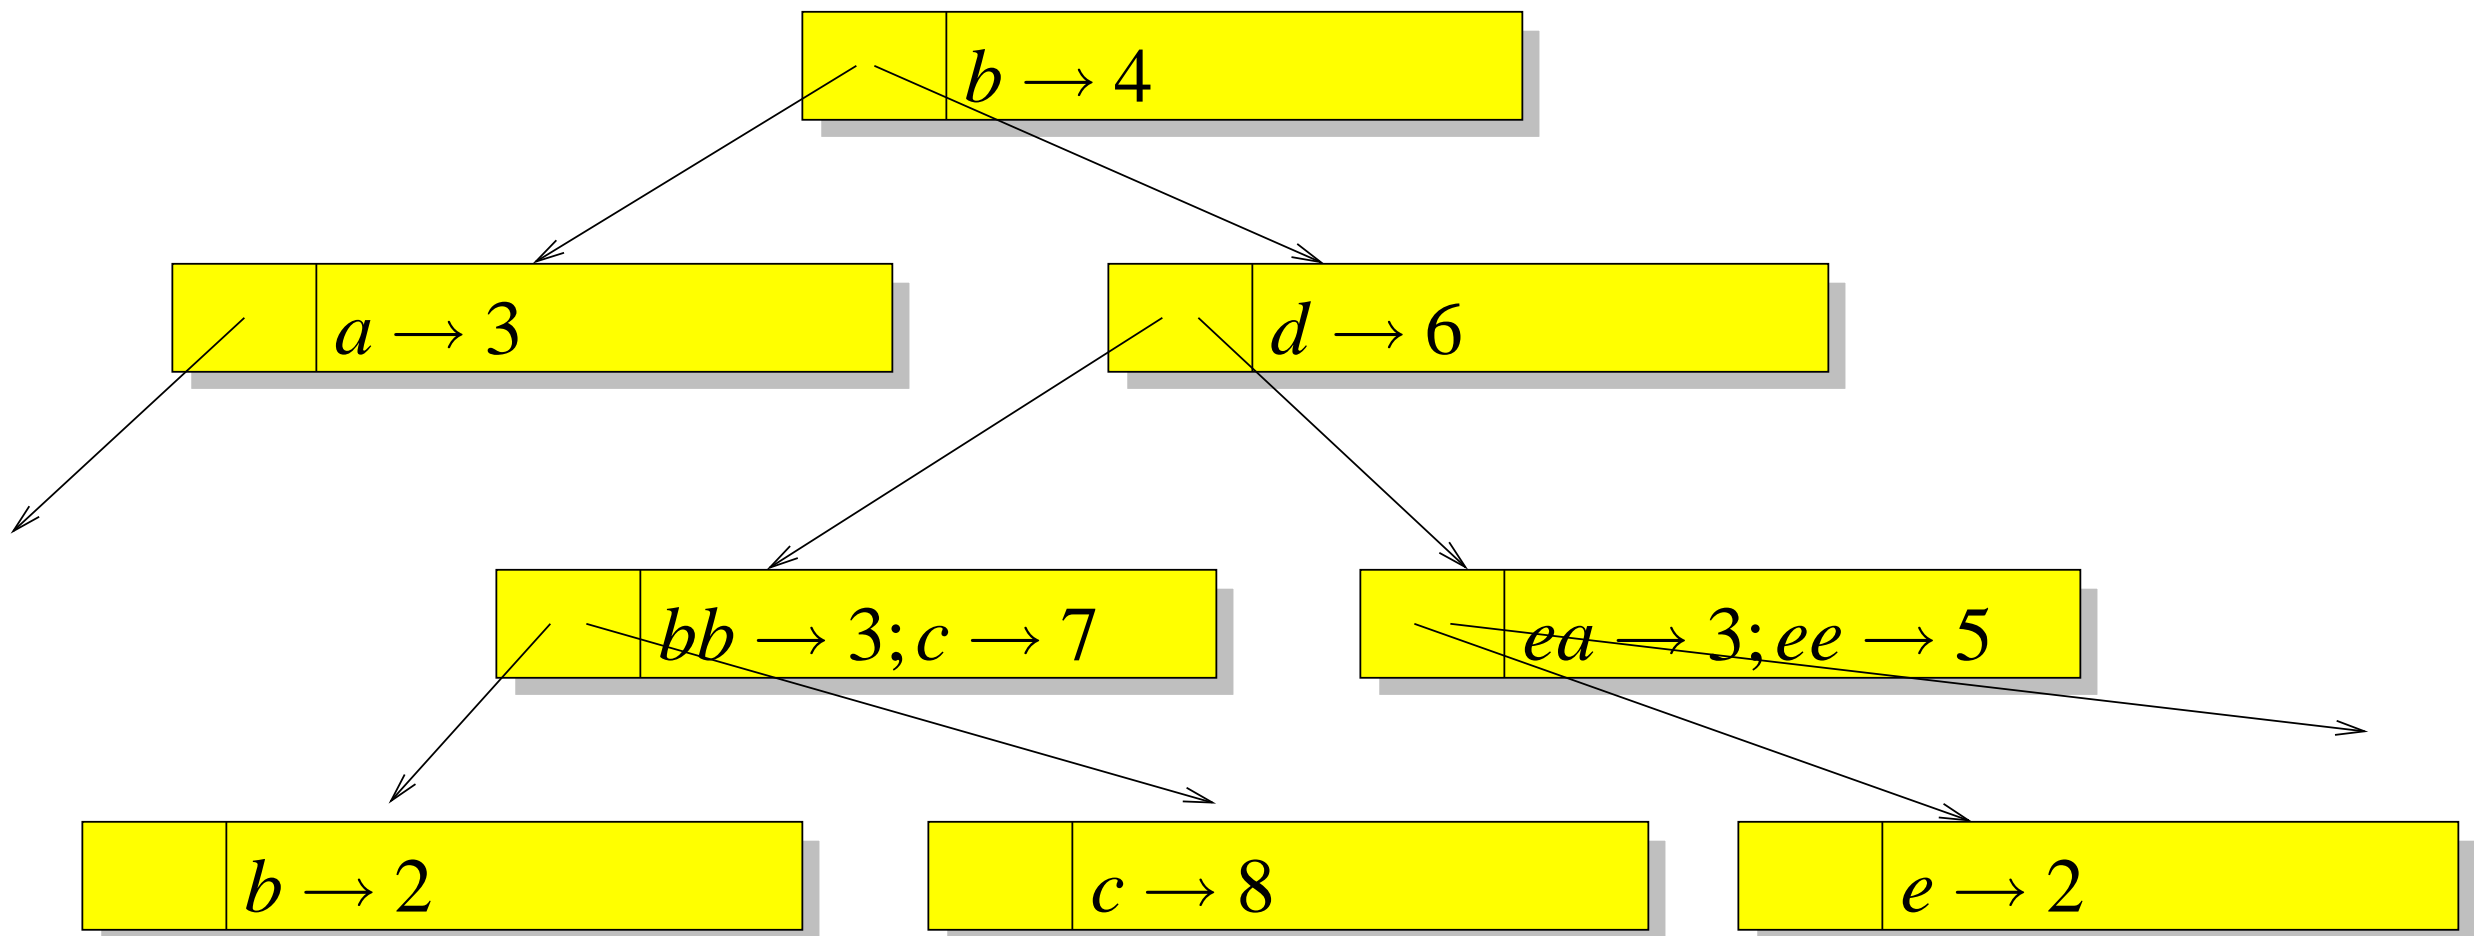 b → 4
a → 3
d → 6
bb → 3; c → 7
ea → 3; ee → 5
b → 2
c → 8
e → 2